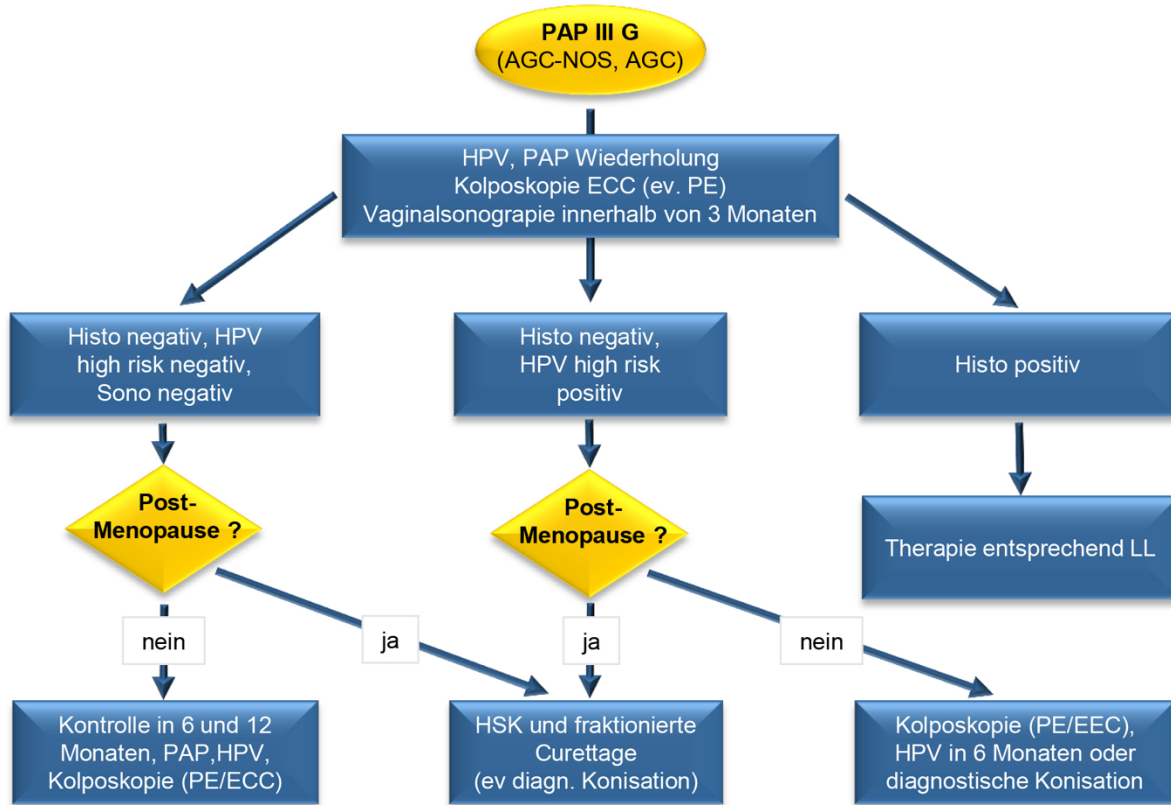 PAP III G
(AGC-NOS, AGC)
HPV, PAP Wiederholung
Kolposkopie ECC (ev. PE)
Vaginalsonograpie innerhalb von 3 Monaten
Histo negativ, HPV
high risk negativ,
Sono negativ
Histo negativ,
HPV high risk
positiv
Histo positiv
Post-
Menopause ?
Post-
Menopause ?
Therapie entsprechend LL
nein
ja
ja
nein
Kontrolle in 6 und 12
Monaten, PAP,HPV,
Kolposkopie (PE/ECC)
HSK und fraktionierte
Curettage
(ev diagn. Konisation)
Kolposkopie (PE/EEC),
HPV in 6 Monaten oder
diagnostische Konisation